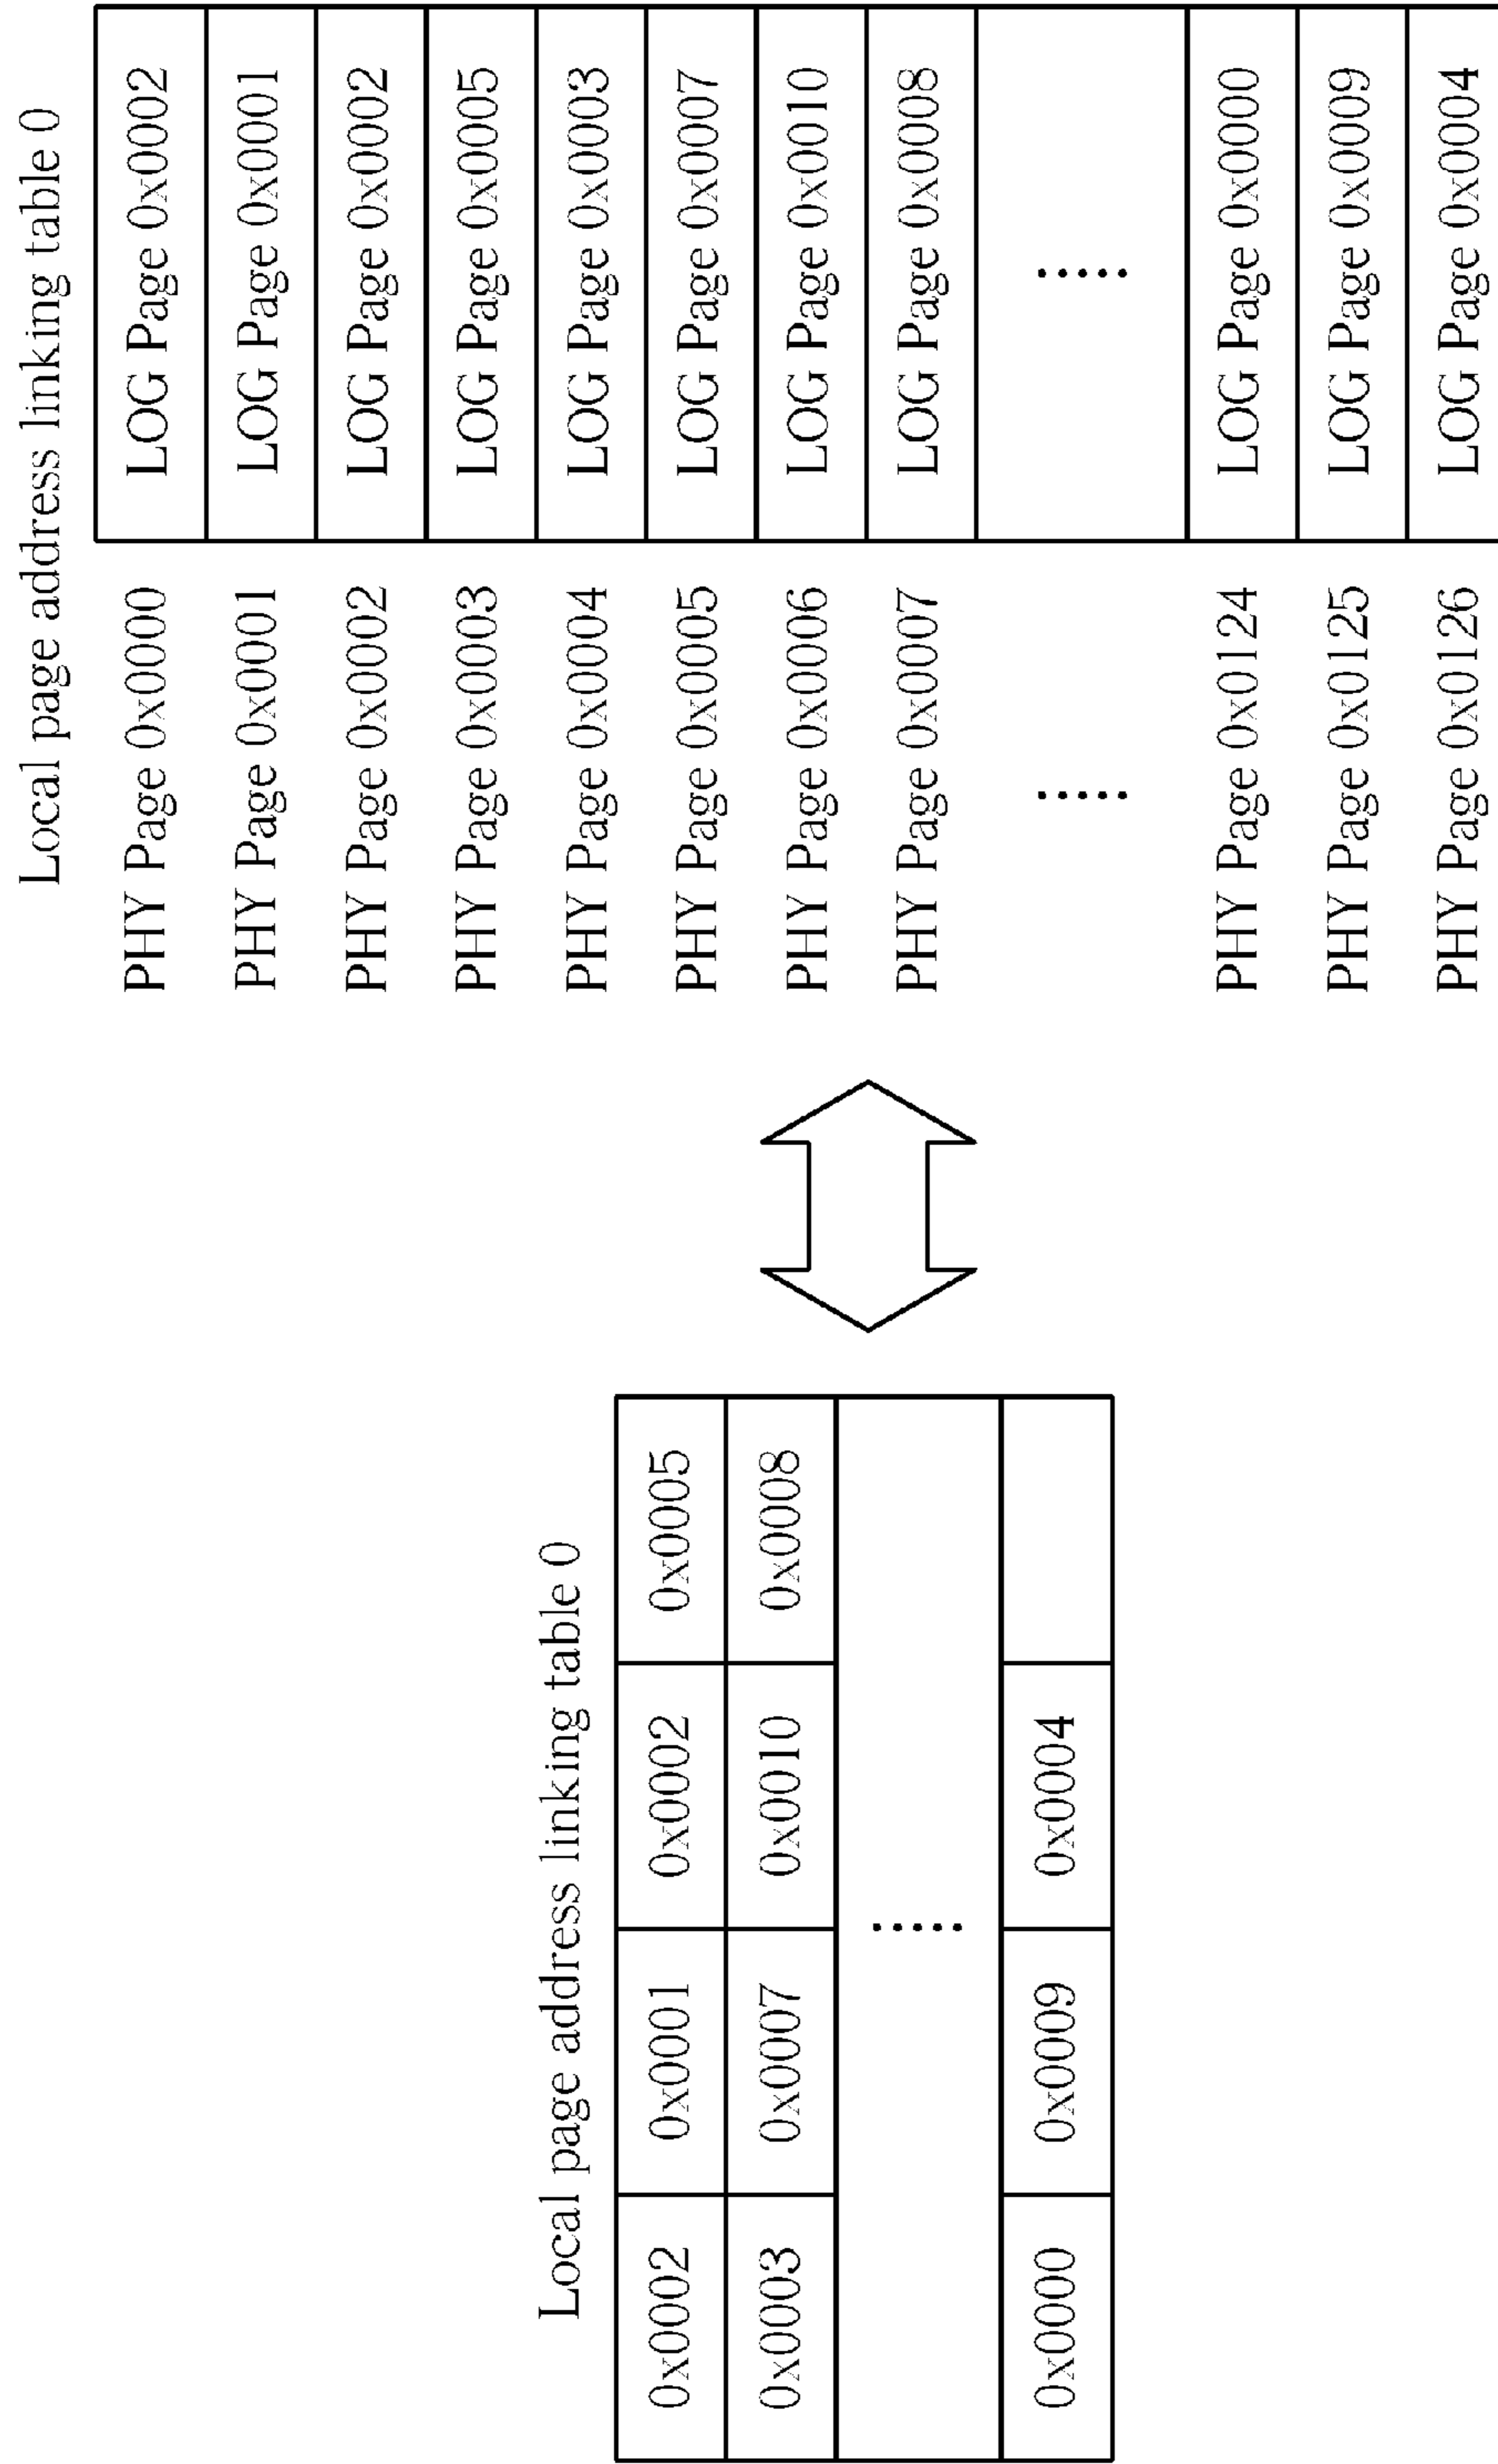 Local page address linking table 0
0x0002 0x0001 0x0002 0x0005
0x0003 0x0007 0x0010 0x0008
.....
0x0000 0x0009 0x0004
Local page address linking table 0
PHY Page 0x0000 LOG Page 0x0002
PHY Page 0x0001 LOG Page 0x0001
PHY Page 0x0002 LOG Page 0x0002
PHY Page 0x0003 LOG Page 0x0005
PHY Page 0x0004 LOG Page 0x0003
PHY Page 0x0005 LOG Page 0x0007
PHY Page 0x0006 LOG Page 0x0010
PHY Page 0x0007 LOG Page 0x0008
..... .....
PHY Page 0x0124 LOG Page 0x0000
PHY Page 0x0125 LOG Page 0x0009
PHY Page 0x0126 LOG Page 0x0004